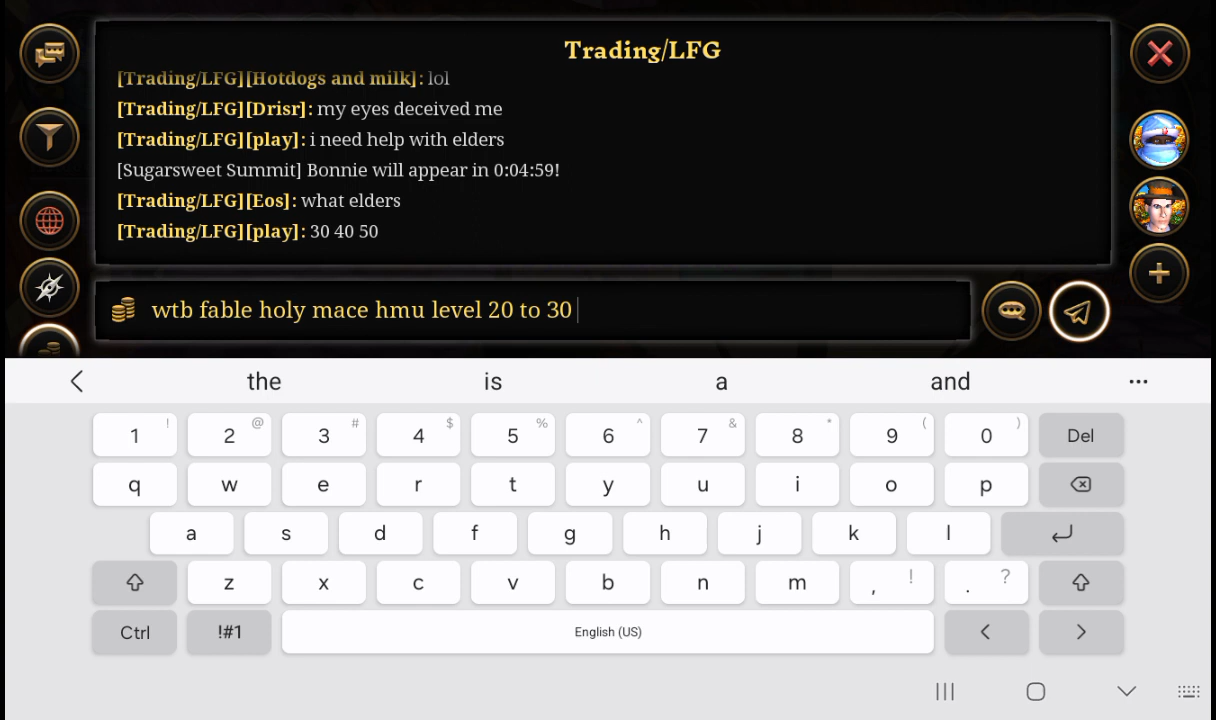 Trading/LFG
[Trading/LFG][Hotdogs and milk]: lol
[Trading/LFG][Drisr]: my eyes deceived me
[Trading/LFG][play]: i need help with elders
[Sugarsweet Summit] Bonnie will appear in 0:04:59!
[Trading/LFG][Eos]: what elders
[Trading/LFG][play]: 30 40 50
wtb fable holy mace hmu level 20 to 30
the is a and
1 ! 2 @ 3 # 4 $ 5 % 6 ^ 7 & 8 * 9 ( 0 ) Del
q w e r t y u i o p
a s d f g h j k l
z x c v b n m , ! . ?
Ctrl !#1 English (US) < >